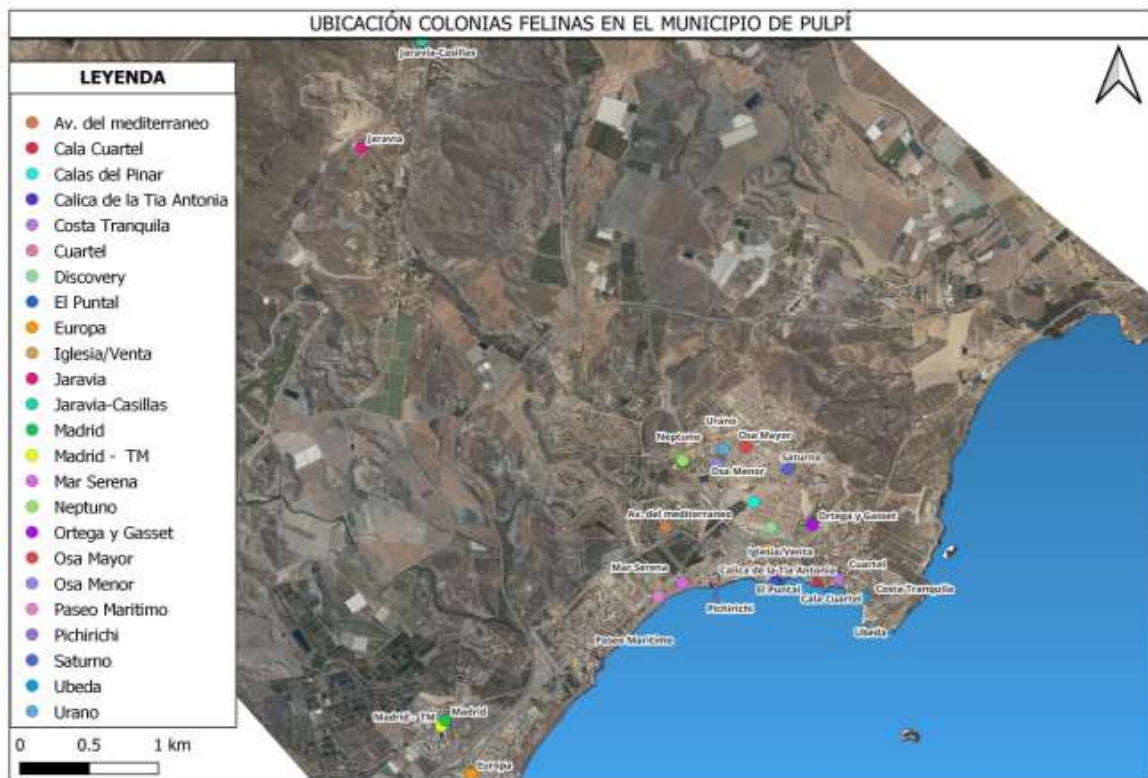 UBICACIÓN COLONIAS FELINAS EN EL MUNICIPIO DE PULPÍ
LEYENDA
Av. del mediterraneo
Cala Cuartel
Calas del Pinar
Calica de la Tia Antonia
Costa Tranquila
Cuartel
Discovery
El Puntal
Europa
Iglesia/Venta
Jaravia
Jaravia-Casillas
Madrid
Madrid - TM
Mar Serena
Neptuno
Ortega y Gasset
Osa Mayor
Osa Menor
Paseo Maritimo
Pichirichi
Saturno
Ubeda
Urano
0 0.5 1 km
Jaravia-Casillas
Jaravia
Urano
Neptuno
Osa Mayor
Osa Menor
Saturno
Av. del mediterraneo
Ortega y Gasset
Iglesia/Venta
Mar Serena
Calica de la Tia Antonia
Cuartel
El Puntal
Cala Cuartel
Costa Tranquila
Pichirichi
Ubeda
Paseo Maritimo
Madrid - TM
Madrid
Europa